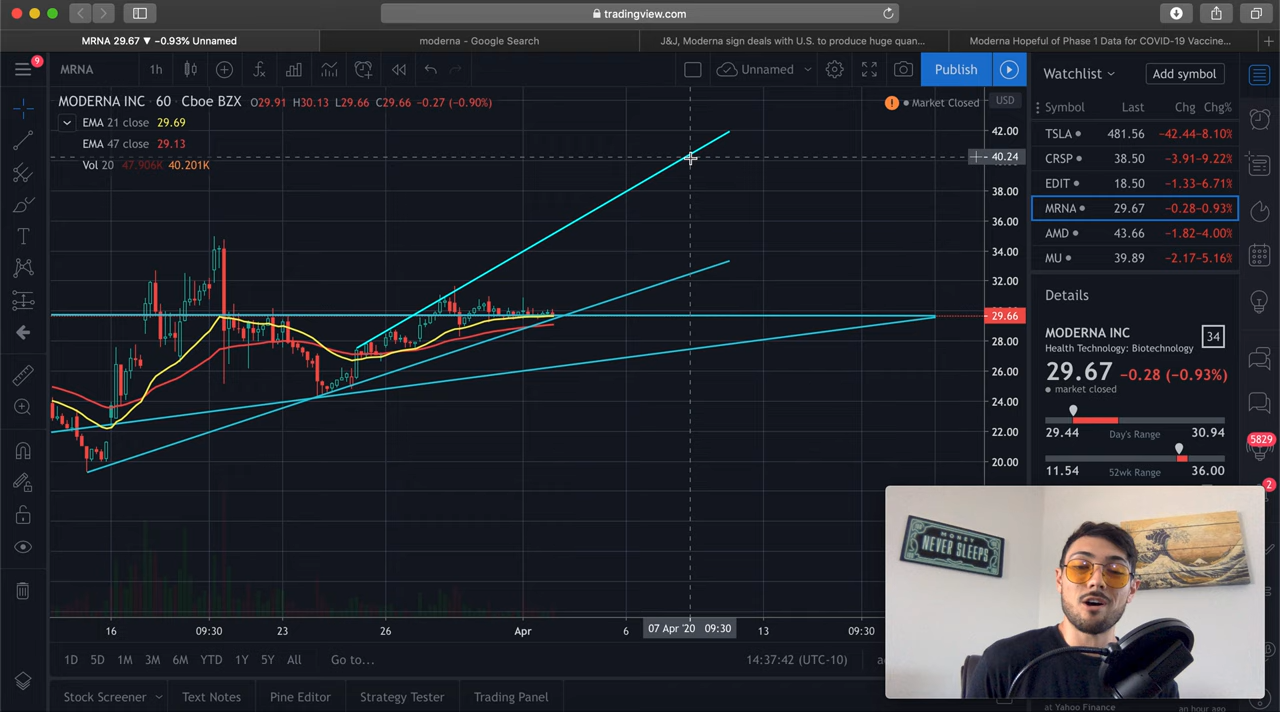 tradingview.com
MRNA 29.67 ▼ −0.93% Unnamed
moderna - Google Search
J&J, Moderna sign deals with U.S. to produce huge quan...
Moderna Hopeful of Phase 1 Data for COVID-19 Vaccine...
9
MRNA
1h
Unnamed
Publish
Watchlist
Add symbol
MODERNA INC • 60 Cboe BZX O29.91 H30.13 L29.66 C29.66 −0.27 (−0.90%)
Market Closed
USD
EMA 21 close 29.69
EMA 47 close 29.13
Vol 20 47.906K 40.201K
42.00
40.24
38.00
36.00
34.00
32.00
29.66
28.00
26.00
24.00
22.00
20.00
Symbol Last Chg Chg%
TSLA 481.56 −42.44 −8.10%
CRSP 38.50 −3.91 −9.22%
EDIT 18.50 −1.33 −6.71%
MRNA 29.67 −0.28 −0.93%
AMD 43.66 −1.82 −4.00%
MU 39.89 −2.17 −5.16%
Details
MODERNA INC
34
Health Technology: Biotechnology
29.67 −0.28 (−0.93%)
market closed
29.44 Day's Range 30.94
11.54 52wk Range 36.00
5829
2
MONEY
NEVER SLEEPS
16 09:30 23 26 Apr 6 07 Apr '20 09:30 13 09:30
1D 5D 1M 3M 6M YTD 1Y 5Y All Go to...
14:37:42 (UTC-10)
Stock Screener Text Notes Pine Editor Strategy Tester Trading Panel
at Yahoo Finance an hour ago